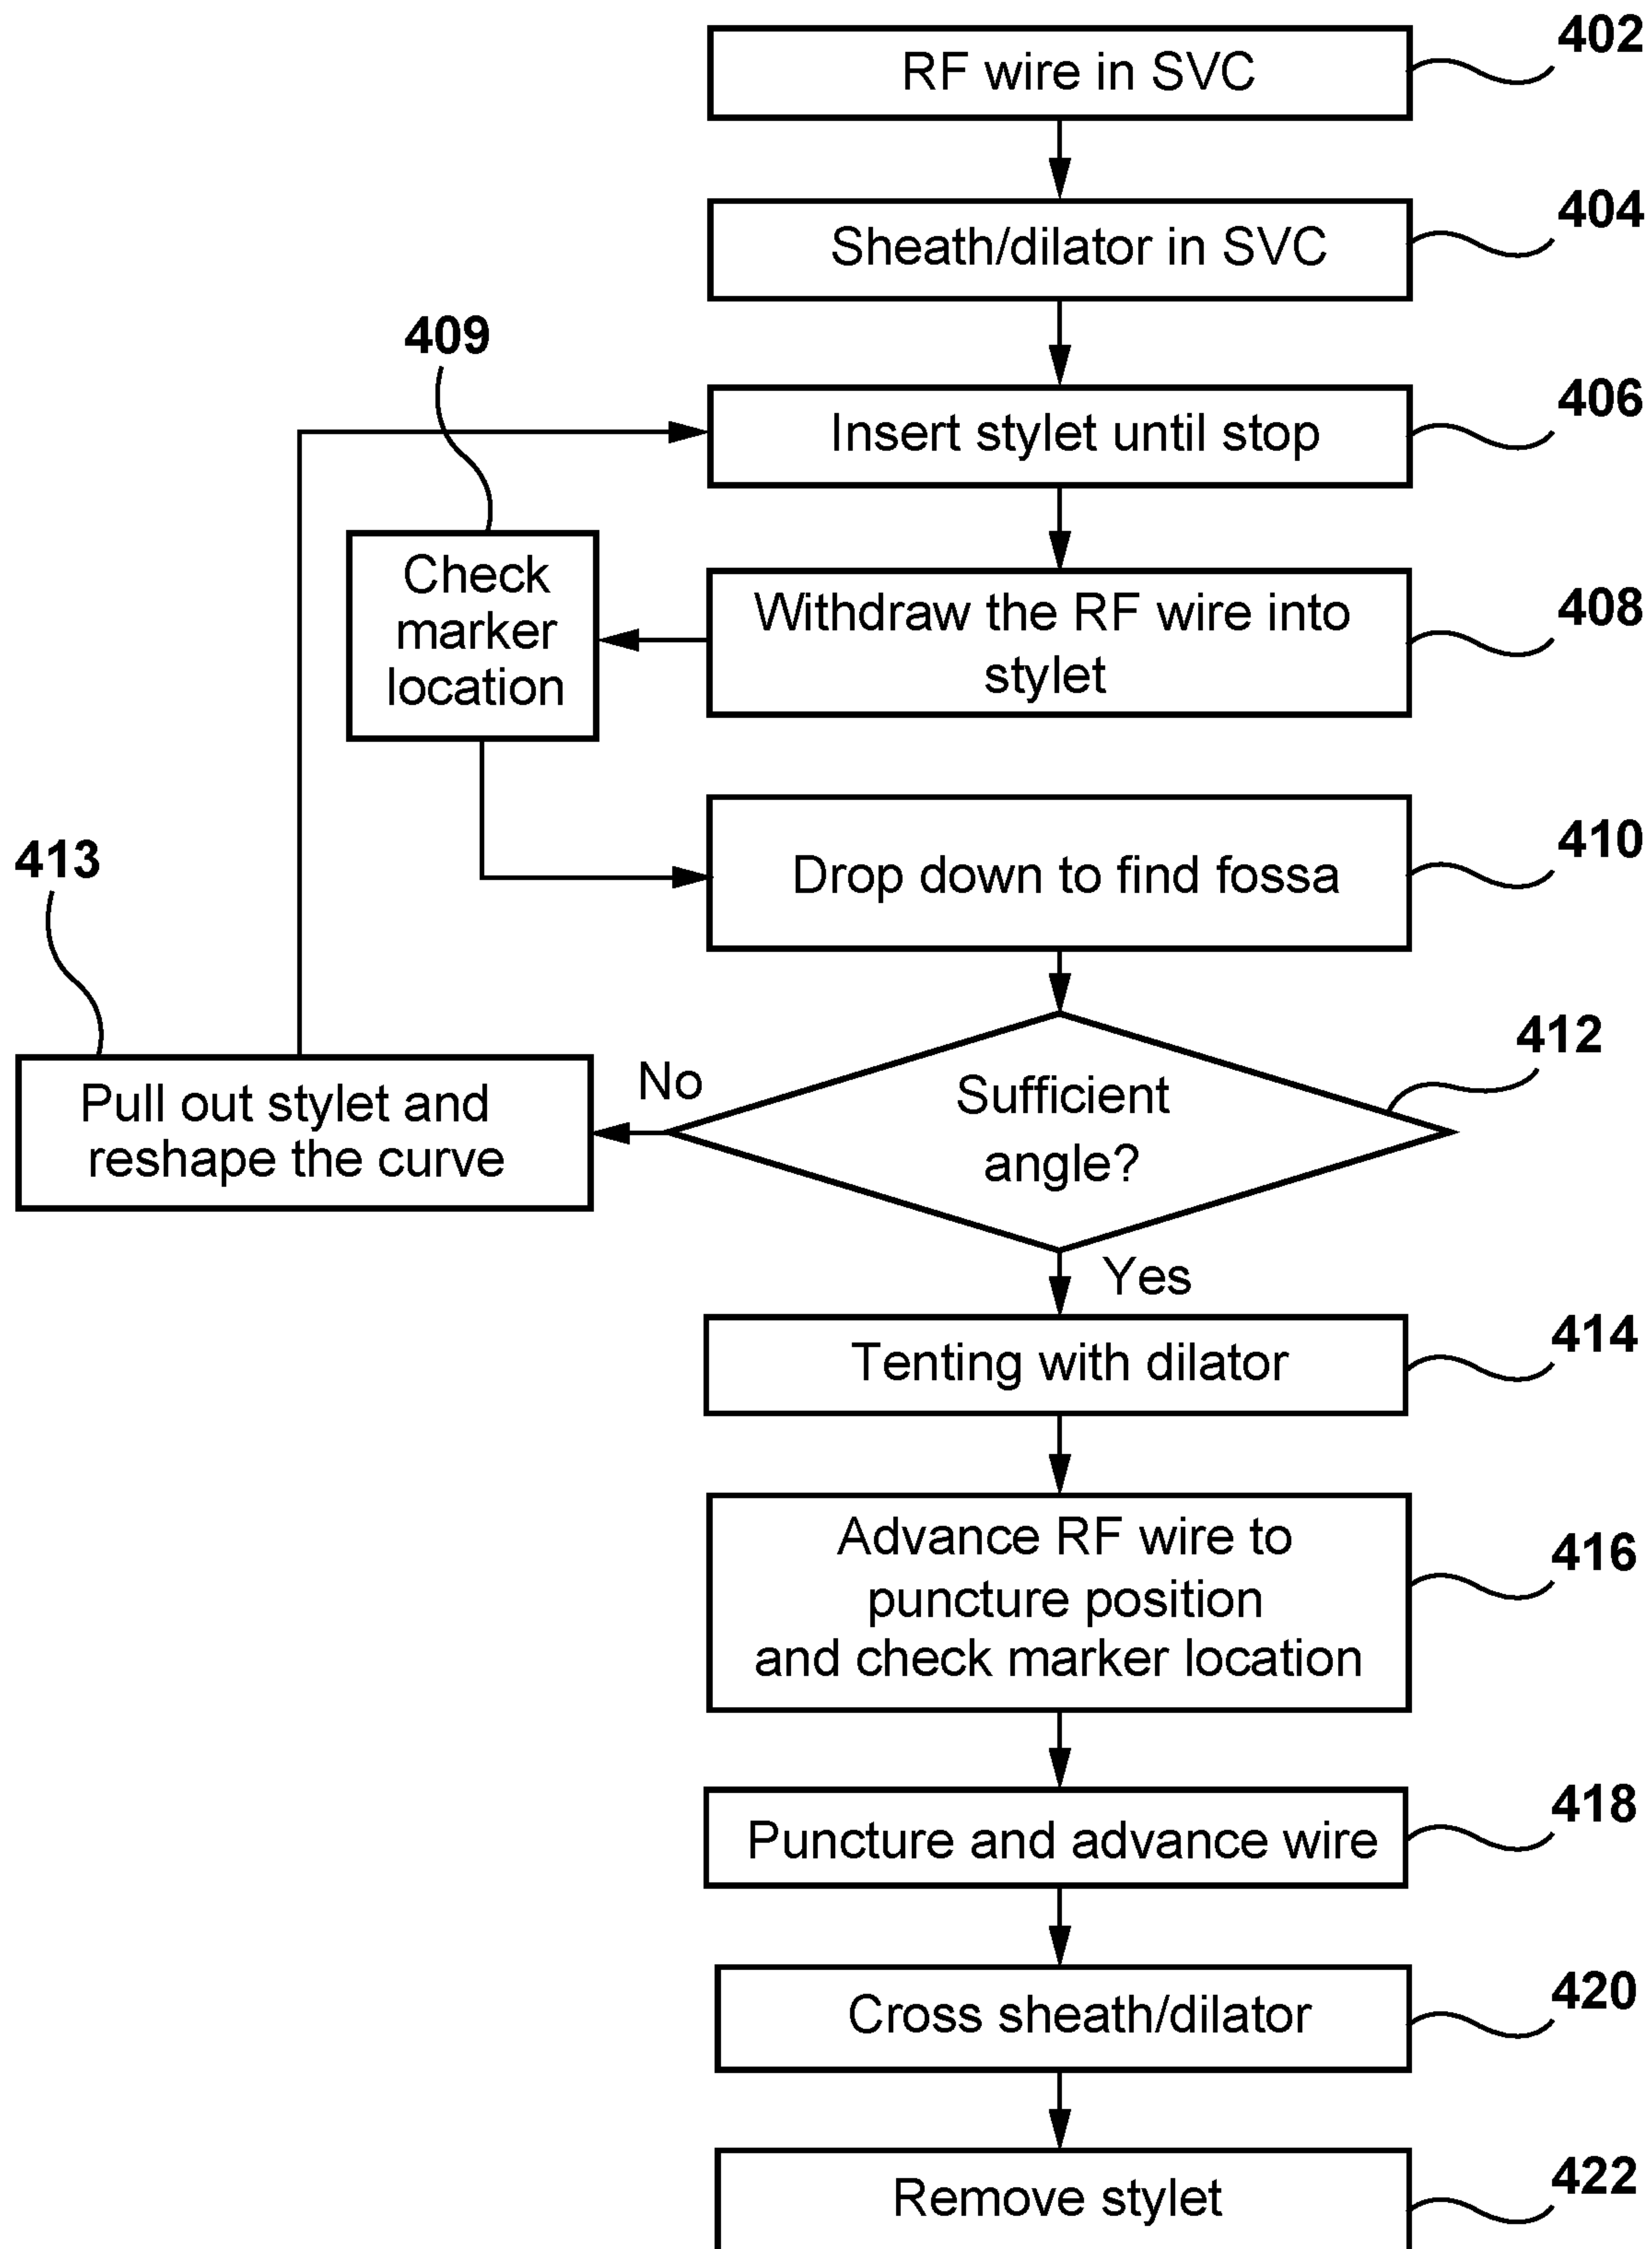 402
RF wire in SVC
404
Sheath/dilator in SVC
409
406
Insert stylet until stop
Check
marker
location
408
Withdraw the RF wire into
stylet
410
Drop down to find fossa
413
412
Sufficient
angle?
No
Pull out stylet and
reshape the curve
Yes
414
Tenting with dilator
416
Advance RF wire to
puncture position
and check marker location
418
Puncture and advance wire
420
Cross sheath/dilator
422
Remove stylet